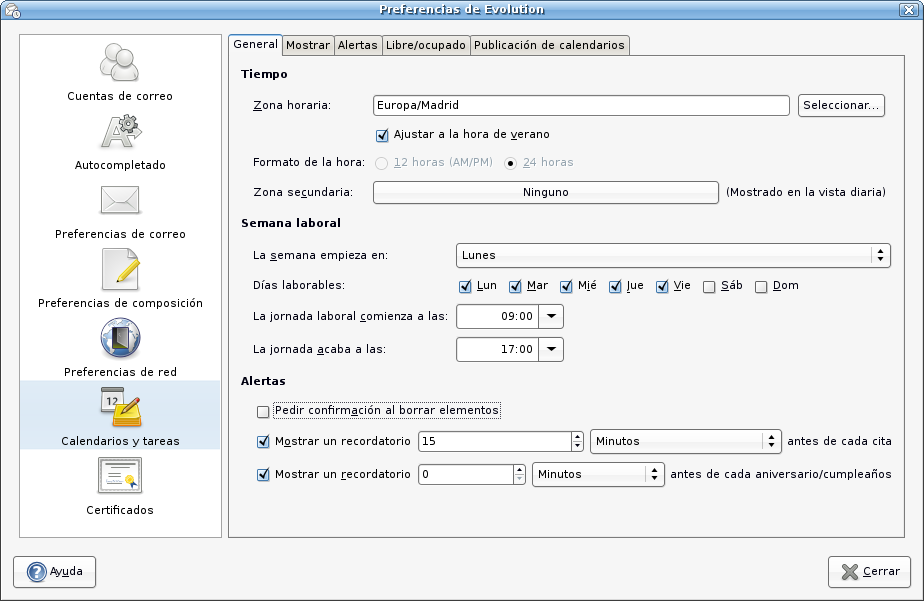 Preferencias de Evolution
Cuentas de correo
Autocompletado
Preferencias de correo
Preferencias de composición
Preferencias de red
12
Calendarios y tareas
Certificados
General Mostrar Alertas Libre/ocupado Publicación de calendarios
Tiempo
Zona horaria: Europa/Madrid Seleccionar...
Ajustar a la hora de verano
Formato de la hora: 12 horas (AM/PM) 24 horas
Zona secundaria: Ninguno (Mostrado en la vista diaria)
Semana laboral
La semana empieza en: Lunes
Días laborables: Lun Mar Mié Jue Vie Sáb Dom
La jornada laboral comienza a las: 09:00
La jornada acaba a las: 17:00
Alertas
Pedir confirmación al borrar elementos
Mostrar un recordatorio 15 Minutos antes de cada cita
Mostrar un recordatorio 0 Minutos antes de cada aniversario/cumpleaños
Ayuda Cerrar